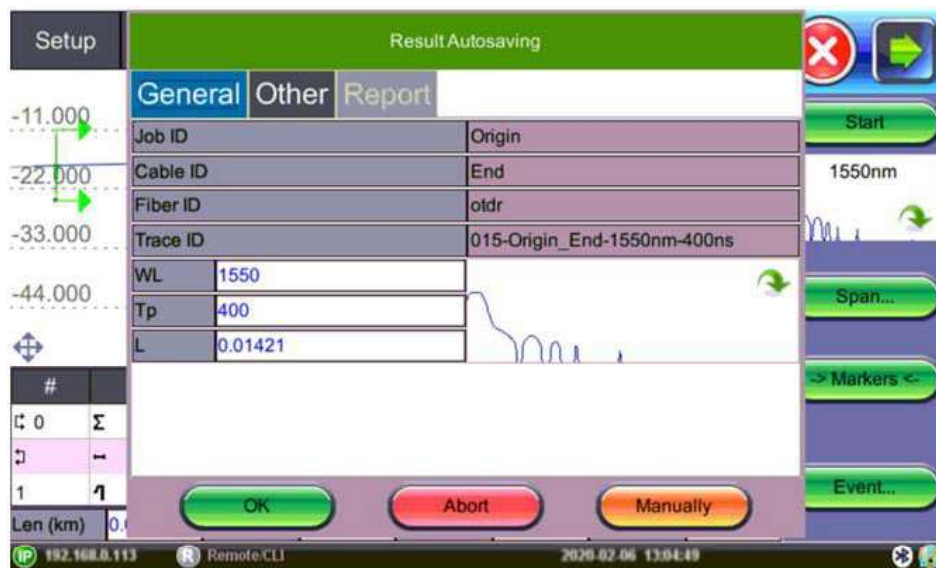 Setup
Result Autosaving
General Other Report
-11.000
Job ID Origin
Start
-22.000
Cable ID End
1550nm
Fiber ID otdr
-33.000
Trace ID 015-Origin_End-1550nm-400ns
WL 1550
-44.000
Tp 400
Span...
L 0.01421
#
-> Markers <-
0 Σ
1
OK Abort Manually
Event...
Len (km) 0.0
IP 192.168.0.113 R Remote/CLI 2020-02-06 13:04:49